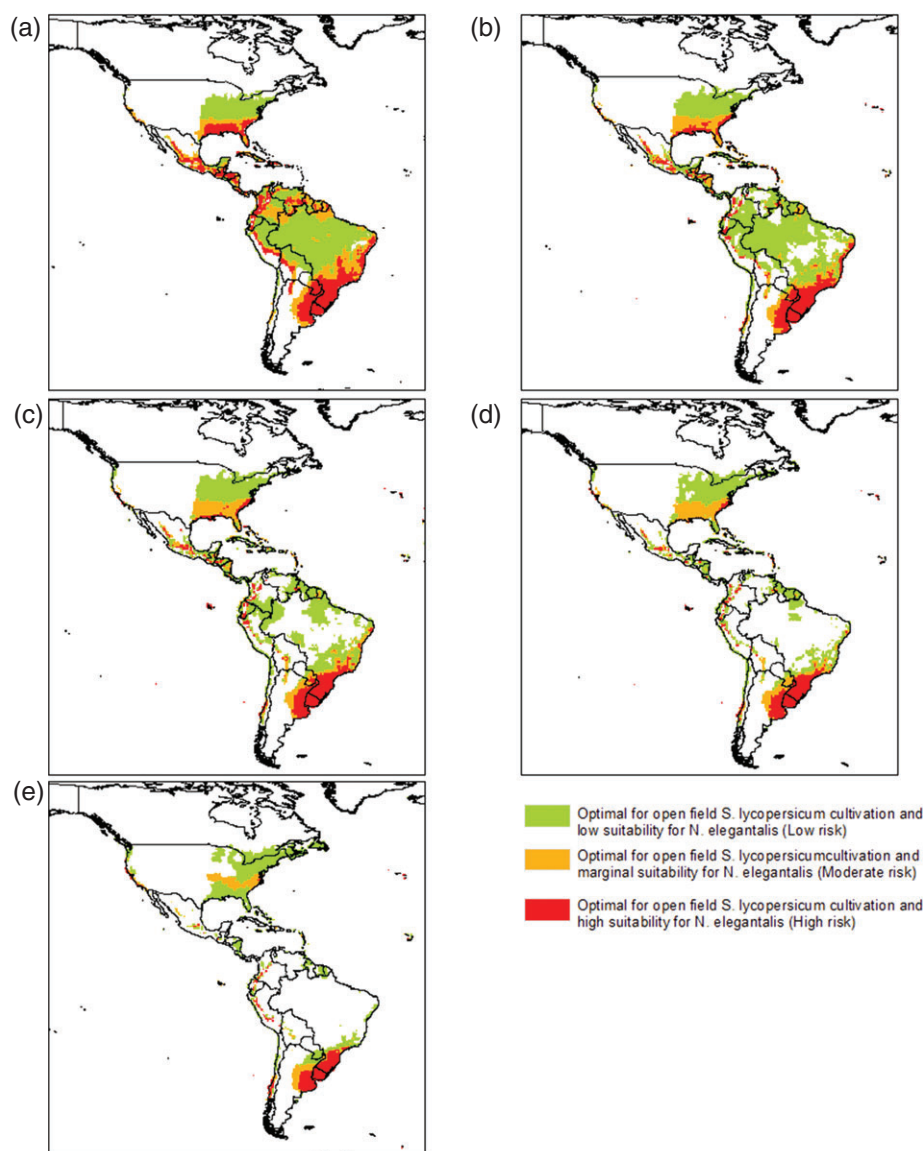 (a)
(b)
(c)
(d)
(e)
Optimal for open field S. lycopersicum cultivation and
low suitability for N. elegantalis (Low risk)
Optimal for open field S. lycopersicumcultivation and
marginal suitability for N. elegantalis (Moderate risk)
Optimal for open field S. lycopersicum cultivation and
high suitability for N. elegantalis (High risk)